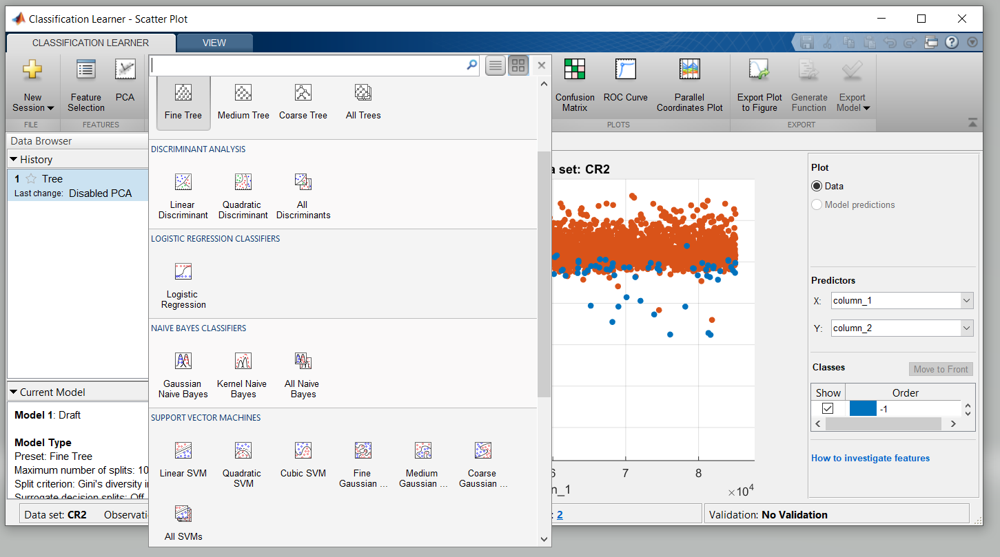 Classification Learner - Scatter Plot
CLASSIFICATION LEARNER
VIEW
New
Session
Feature
Selection
PCA
FILE
FEATURES
Confusion
Matrix
ROC Curve
Parallel
Coordinates Plot
Export Plot
to Figure
Generate
Function
Export
Model
PLOTS
EXPORT
Data Browser
History
1 Tree
Last change: Disabled PCA
Current Model
Model 1: Draft
Model Type
Preset: Fine Tree
Maximum number of splits: 10
Split criterion: Gini's diversity i
Surrogate decision splits: Off
Fine Tree
Medium Tree
Coarse Tree
All Trees
DISCRIMINANT ANALYSIS
Linear
Discriminant
Quadratic
Discriminant
All
Discriminants
LOGISTIC REGRESSION CLASSIFIERS
Logistic
Regression
NAIVE BAYES CLASSIFIERS
Gaussian
Naive Bayes
Kernel Naive
Bayes
All Naive
Bayes
SUPPORT VECTOR MACHINES
Linear SVM
Quadratic
SVM
Cubic SVM
Fine
Gaussian ...
Medium
Gaussian ...
Coarse
Gaussian ...
All SVMs
a set: CR2
6
7
8
n_1
×10⁴
Plot
Data
Model predictions
Predictors
X: column_1
Y: column_2
Classes
Move to Front
Show
Order
-1
How to investigate features
Data set: CR2
Observati
: 2
Validation: No Validation